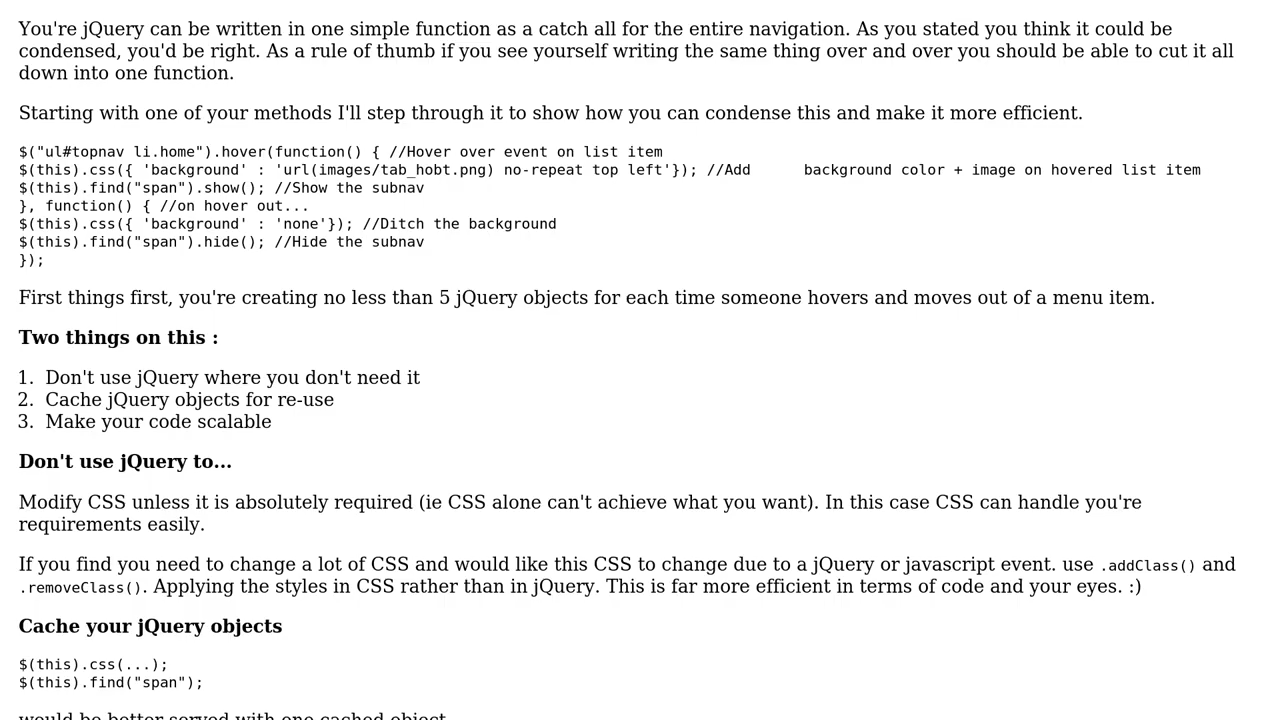 You're jQuery can be written in one simple function as a catch all for the entire navigation. As you stated you think it could be
condensed, you'd be right. As a rule of thumb if you see yourself writing the same thing over and over you should be able to cut it all
down into one function.
Starting with one of your methods I'll step through it to show how you can condense this and make it more efficient.
$("ul#topnav li.home").hover(function() { //Hover over event on list item
$(this).css({ 'background' : 'url(images/tab_hobt.png) no-repeat top left'}); //Add      background color + image on hovered list item
$(this).find("span").show(); //Show the subnav
}, function() { //on hover out...
$(this).css({ 'background' : 'none'}); //Ditch the background
$(this).find("span").hide(); //Hide the subnav
});
First things first, you're creating no less than 5 jQuery objects for each time someone hovers and moves out of a menu item.
Two things on this :
1. Don't use jQuery where you don't need it
2. Cache jQuery objects for re-use
3. Make your code scalable
Don't use jQuery to...
Modify CSS unless it is absolutely required (ie CSS alone can't achieve what you want). In this case CSS can handle you're
requirements easily.
If you find you need to change a lot of CSS and would like this CSS to change due to a jQuery or javascript event. use .addClass() and
.removeClass(). Applying the styles in CSS rather than in jQuery. This is far more efficient in terms of code and your eyes. :)
Cache your jQuery objects
$(this).css(...);
$(this).find("span");
would be better served with one cached object